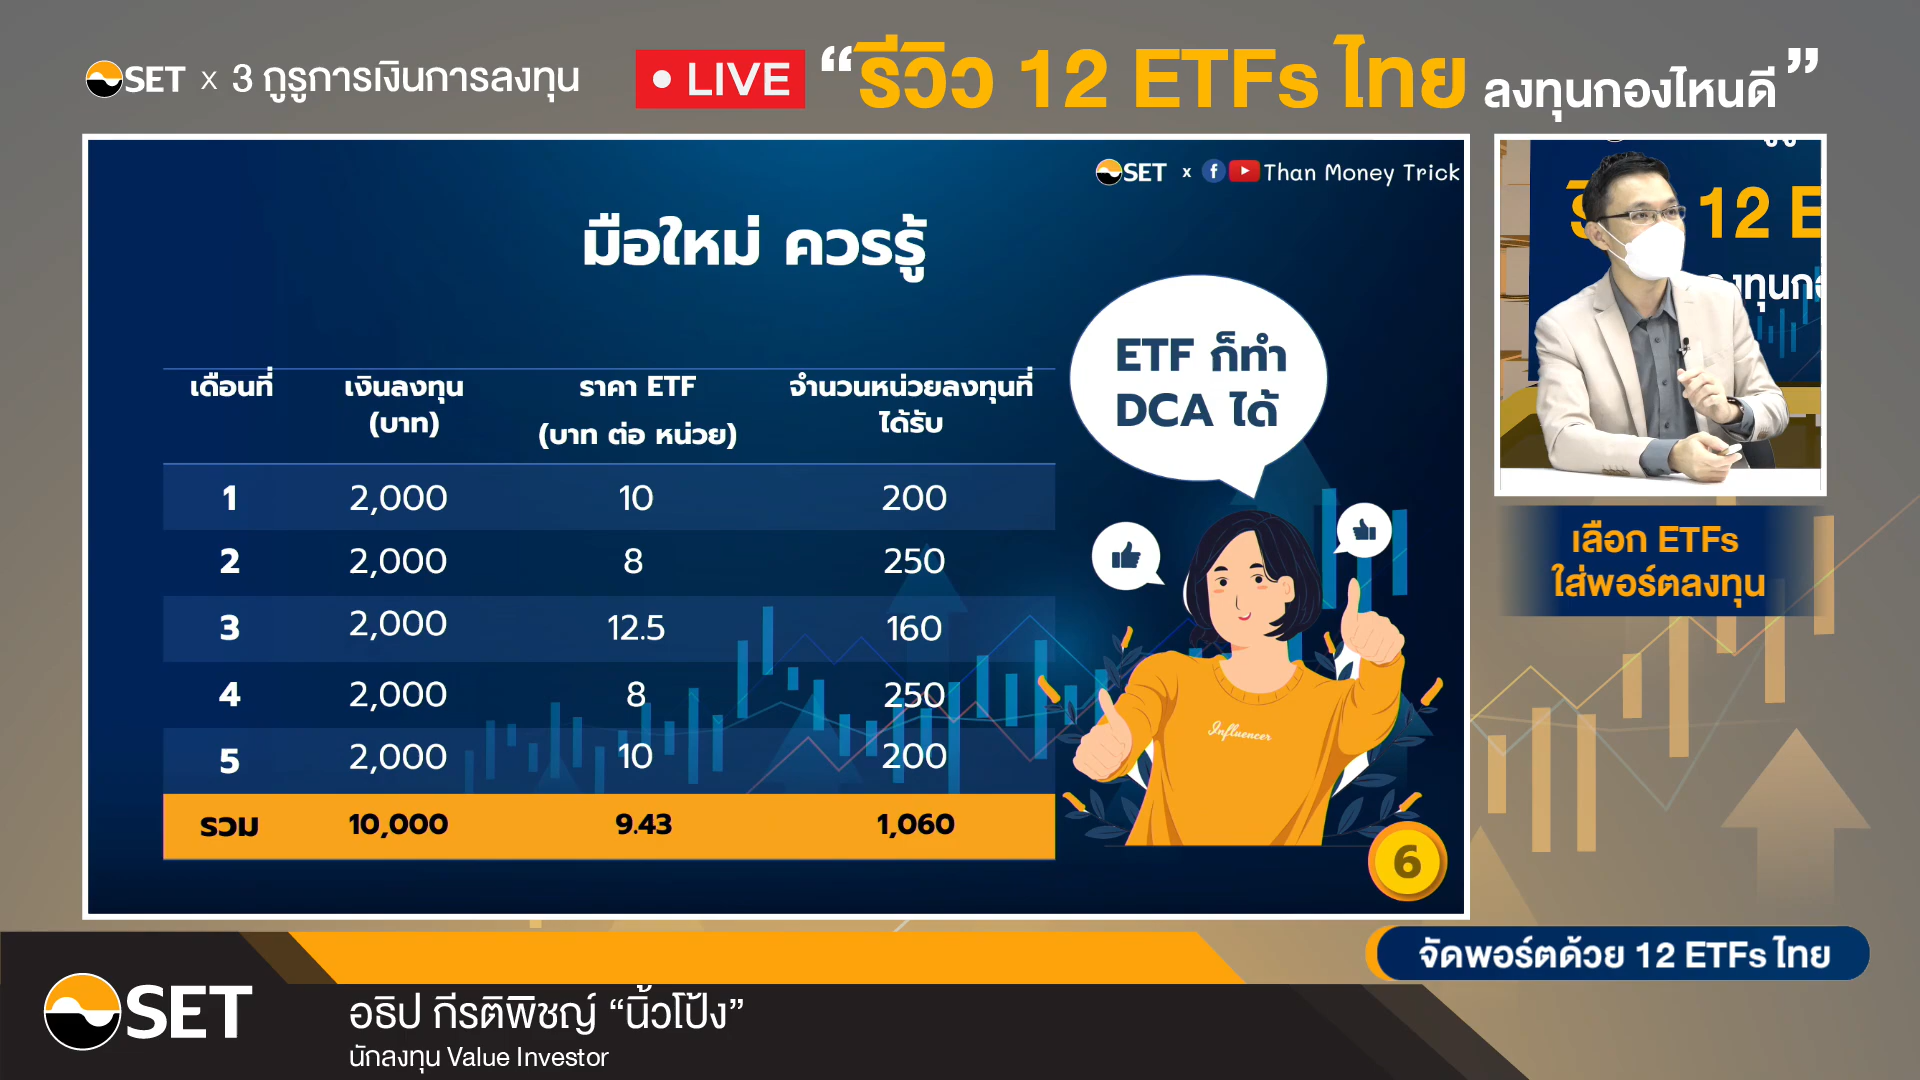 SET x 3 กูรูการเงินการลงทุน
LIVE “รีวิว 12 ETFs ไทย ลงทุนกองไหนดี”
SET x f Than Money Trick
มือใหม่ ควรรู้
ETF ก็ทำ
DCA ได้
เดือนที่ เงินลงทุน (บาท) ราคา ETF (บาท ต่อ หน่วย) จำนวนหน่วยลงทุนที่ได้รับ
1 2,000 10 200
2 2,000 8 250
3 2,000 12.5 160
4 2,000 8 250
5 2,000 10 200
รวม 10,000 9.43 1,060
Influencer
6
12 E
ลงทุนก
เลือก ETFs
ใส่พอร์ตลงทุน
จัดพอร์ตด้วย 12 ETFs ไทย
SET
อธิป กีรติพิชญ์ “นิ้วโป้ง”
นักลงทุน Value Investor